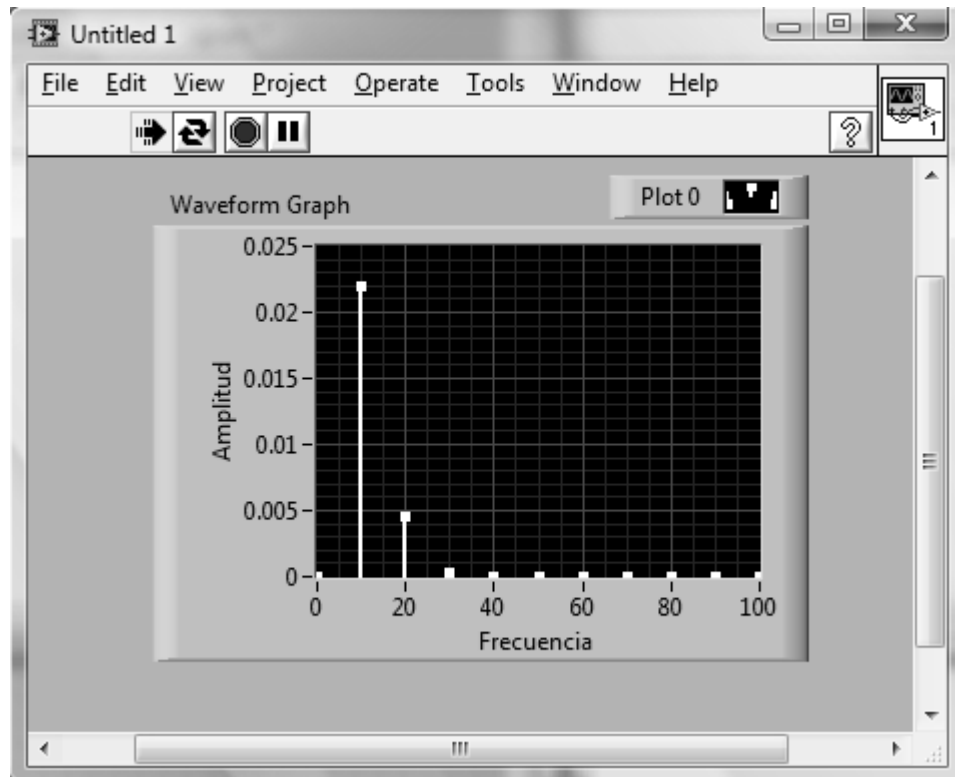 Untitled 1
File Edit View Project Operate Tools Window Help
? 1
Waveform Graph
Plot 0
0.025
0.02
0.015
0.01
0.005
0
Amplitud
0 20 40 60 80 100
Frecuencia